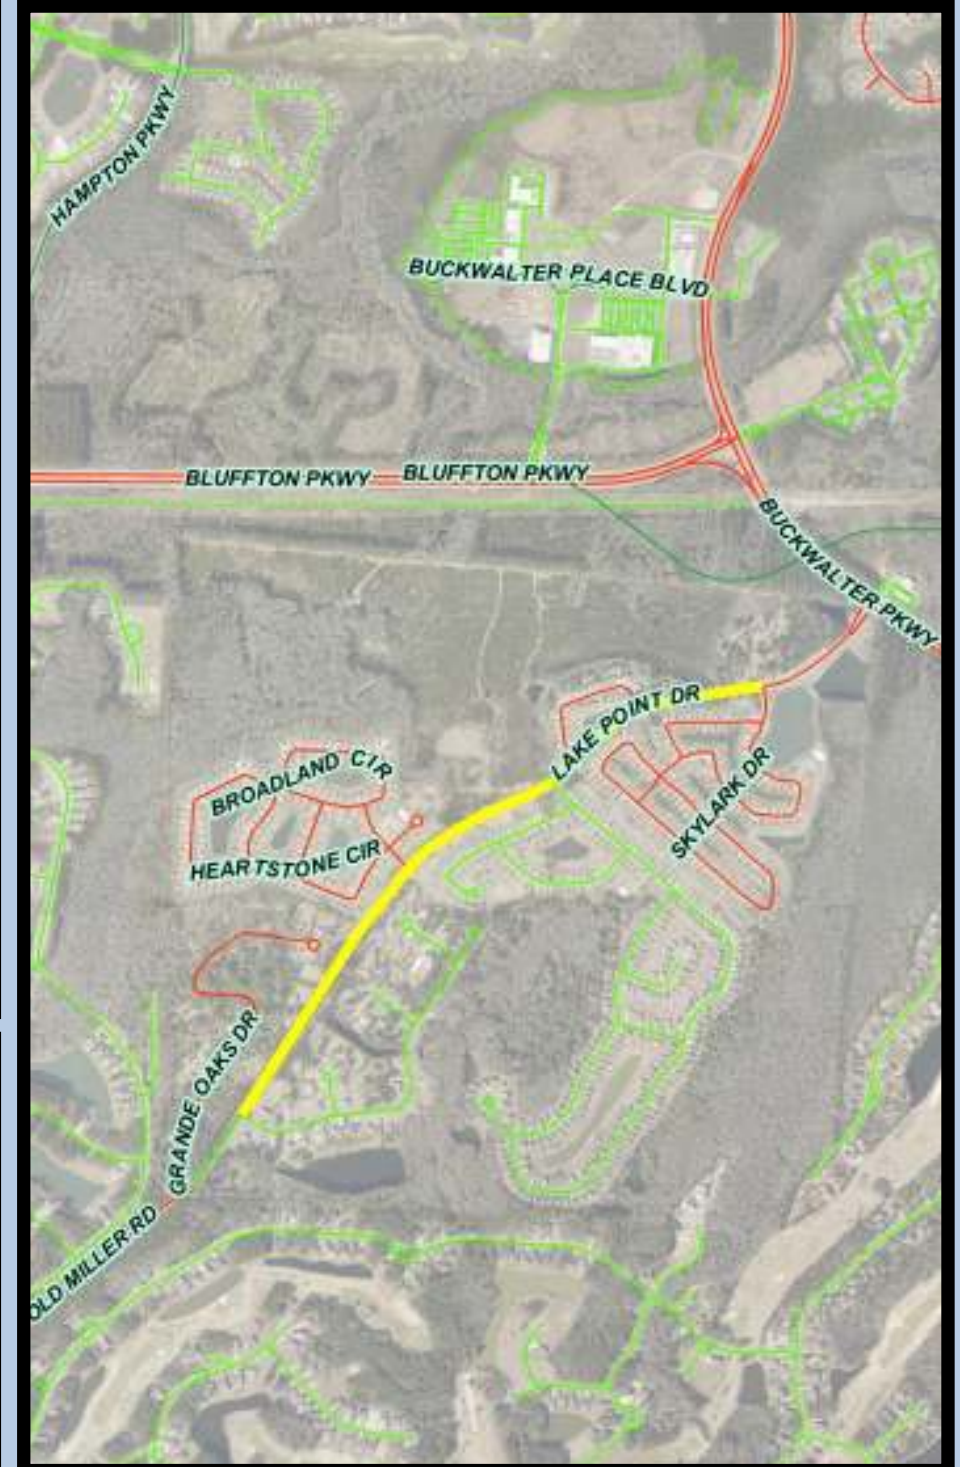 HAMPTON PKWY
BUCKWALTER PLACE BLVD
BLUFFTON PKWY
BLUFFTON PKWY
BUCKWALTER PKWY
LAKE POINT DR
BROADLAND CIR
SKYLARK DR
HEARTSTONE CIR
GRANDE OAKS DR
OLD MILLER RD